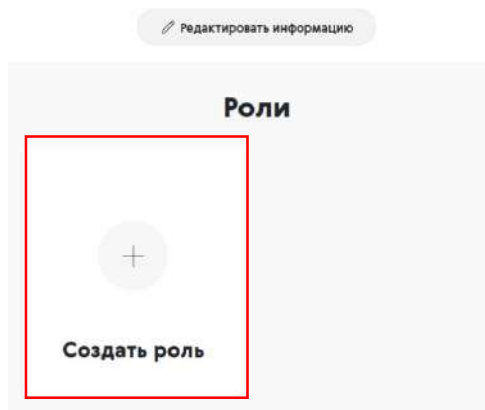 Редактировать информацию
Роли
Создать роль